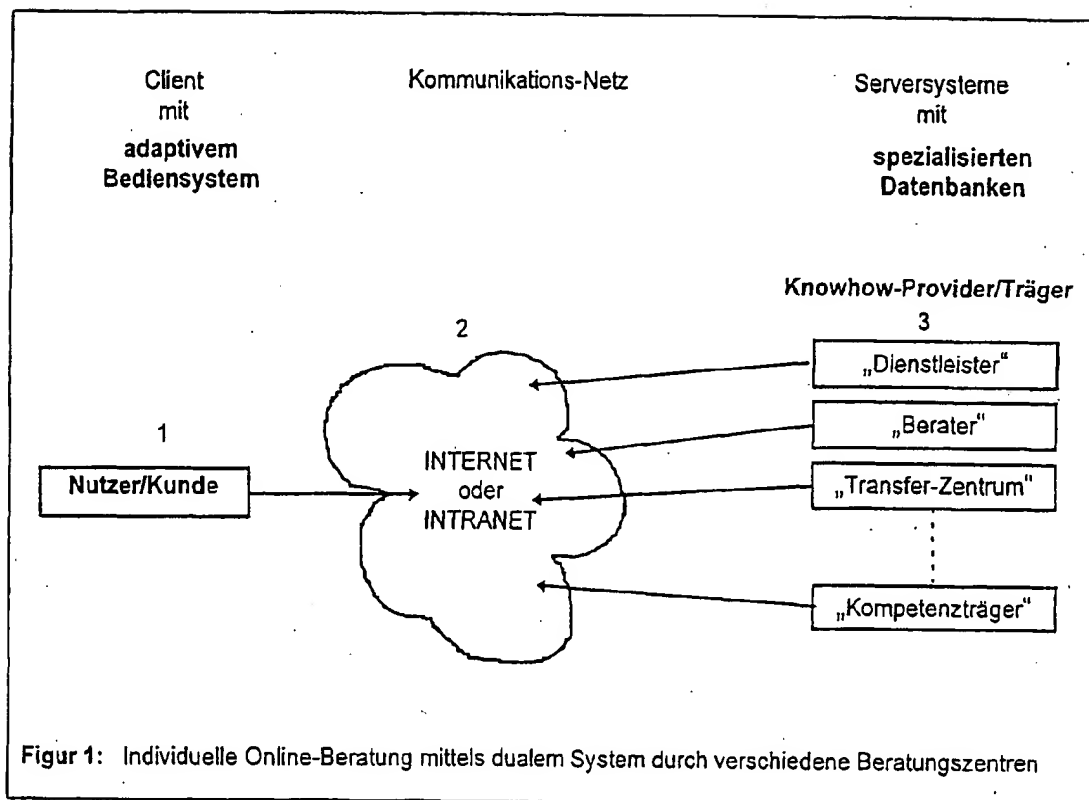 Client
mit
adaptivem
Bediensystem
Kommunikations-Netz
Serversysteme
mit
spezialisierten
Datenbanken
Knowhow-Provider/Träger
1
2
3
Nutzer/Kunde
INTERNET
oder
INTRANET
„Dienstleister“
„Berater“
„Transfer-Zentrum“
„Kompetenzträger“
Figur 1: Individuelle Online-Beratung mittels dualem System durch verschiedene Beratungszentren